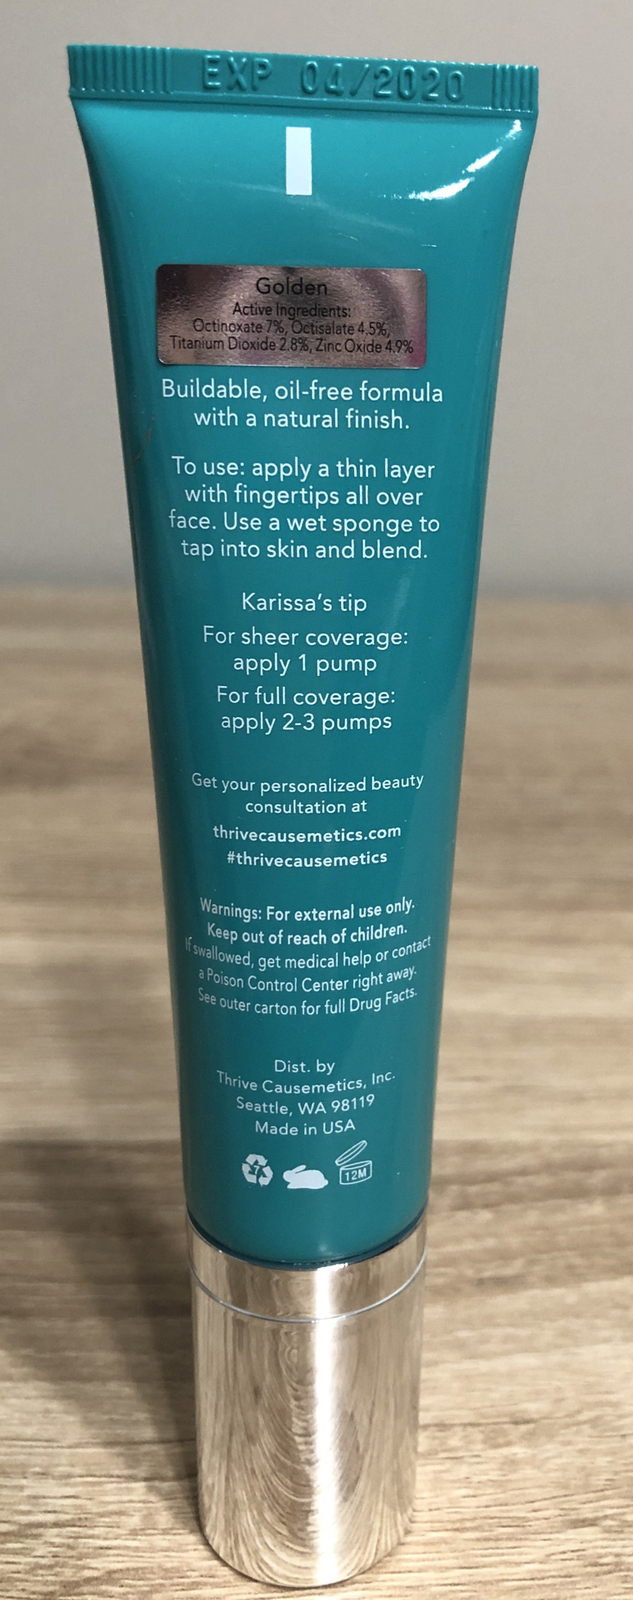 EXP 04/2020
Golden
Active Ingredients:
Octinoxate 7%, Octisalate 4.5%,
Titanium Dioxide 2.8%, Zinc Oxide 4.9%
Buildable, oil-free formula
with a natural finish.
To use: apply a thin layer
with fingertips all over
face. Use a wet sponge to
tap into skin and blend.
Karissa's tip
For sheer coverage:
apply 1 pump
For full coverage:
apply 2-3 pumps
Get your personalized beauty
consultation at
thrivecausemetics.com
#thrivecausemetics
Warnings: For external use only.
Keep out of reach of children.
If swallowed, get medical help or contact
a Poison Control Center right away.
See outer carton for full Drug Facts.
Dist. by
Thrive Causemetics, Inc.
Seattle, WA 98119
Made in USA
7 12M